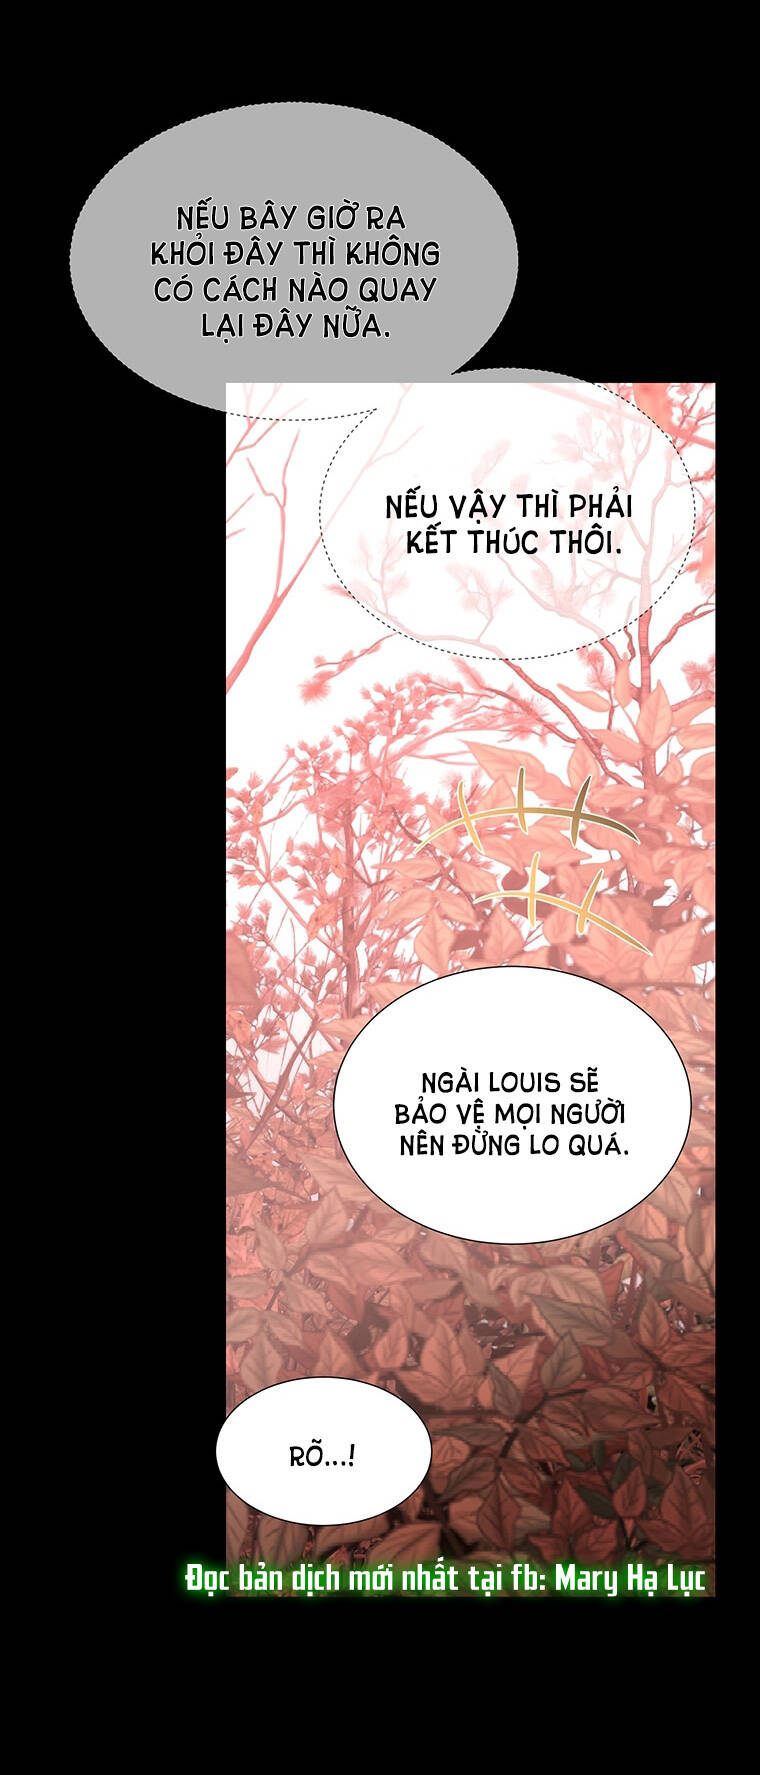 NẾU BÂY GIỜ RA
KHỎI ĐÂY THÌ KHÔNG
CÓ CÁCH NÀO QUAY
LẠI ĐÂY NỮA.
NẾU VẬY THÌ PHẢI
KẾT THÚC THÔI.
NGÀI LOUIS SẼ
BẢO VỆ MỌI NGƯỜI
NÊN ĐỪNG LO QUÁ.
RÕ...!
Đọc bản dịch mới nhất tại fb: Mary Hạ Lục